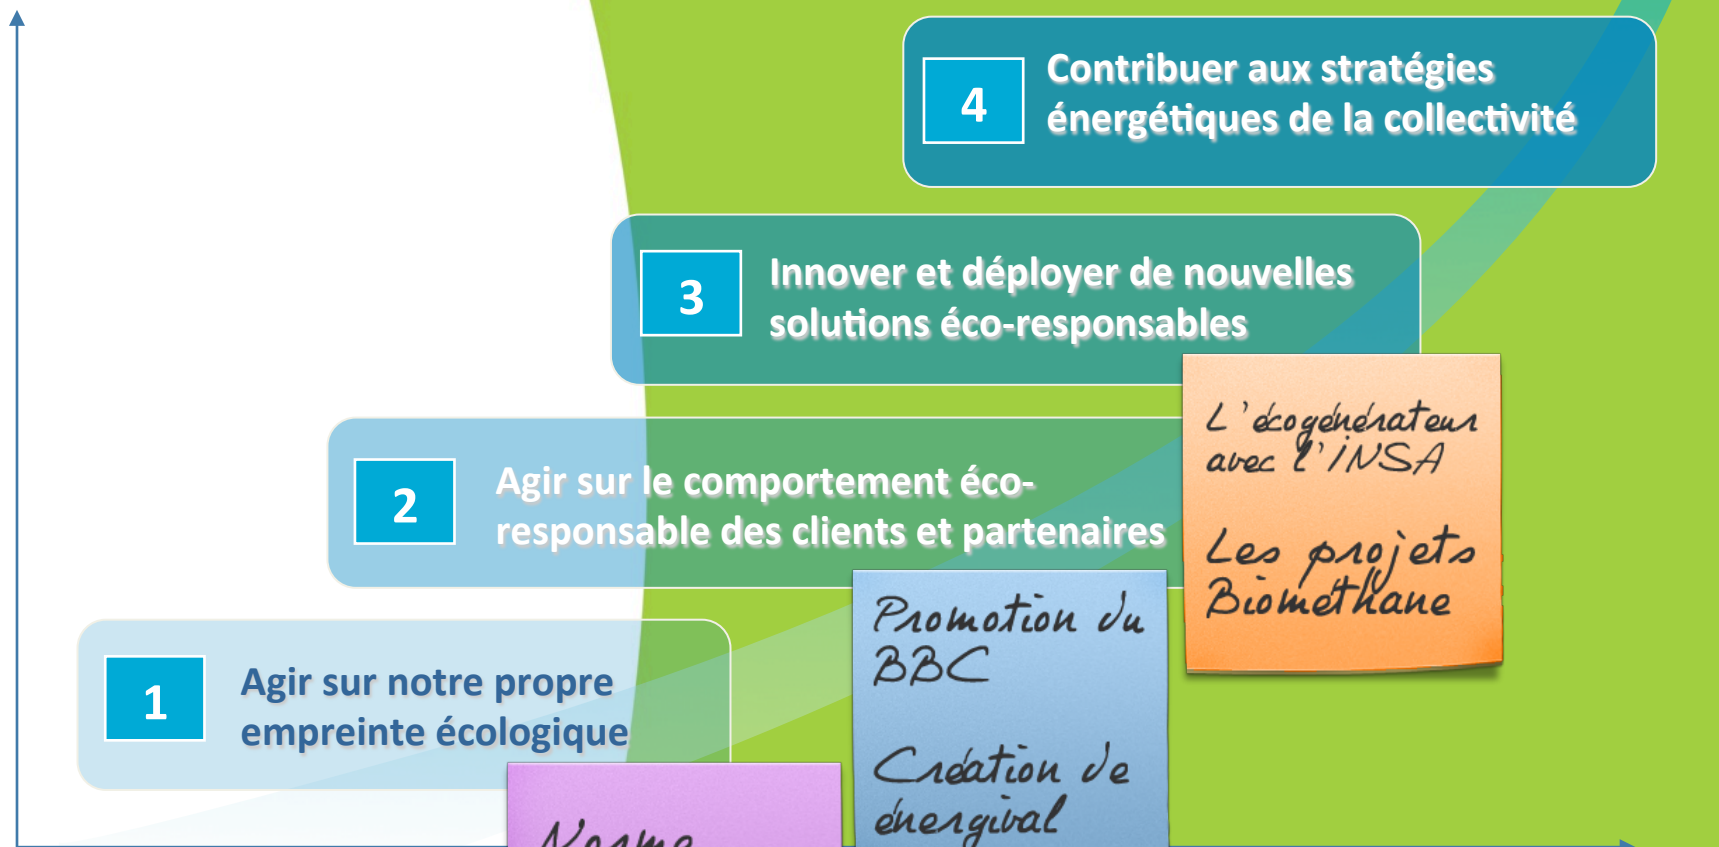 4
Contribuer aux stratégies
énergétiques de la collectivité
3
Innover et déployer de nouvelles
solutions éco-responsables
2
Agir sur le comportement éco-
responsable des clients et partenaires
1
Agir sur notre propre
empreinte écologique
L'écogénérateur
avec l'INSA
Les projets
Biométhane
Promotion du
BBC
Création de
énergival
Norme